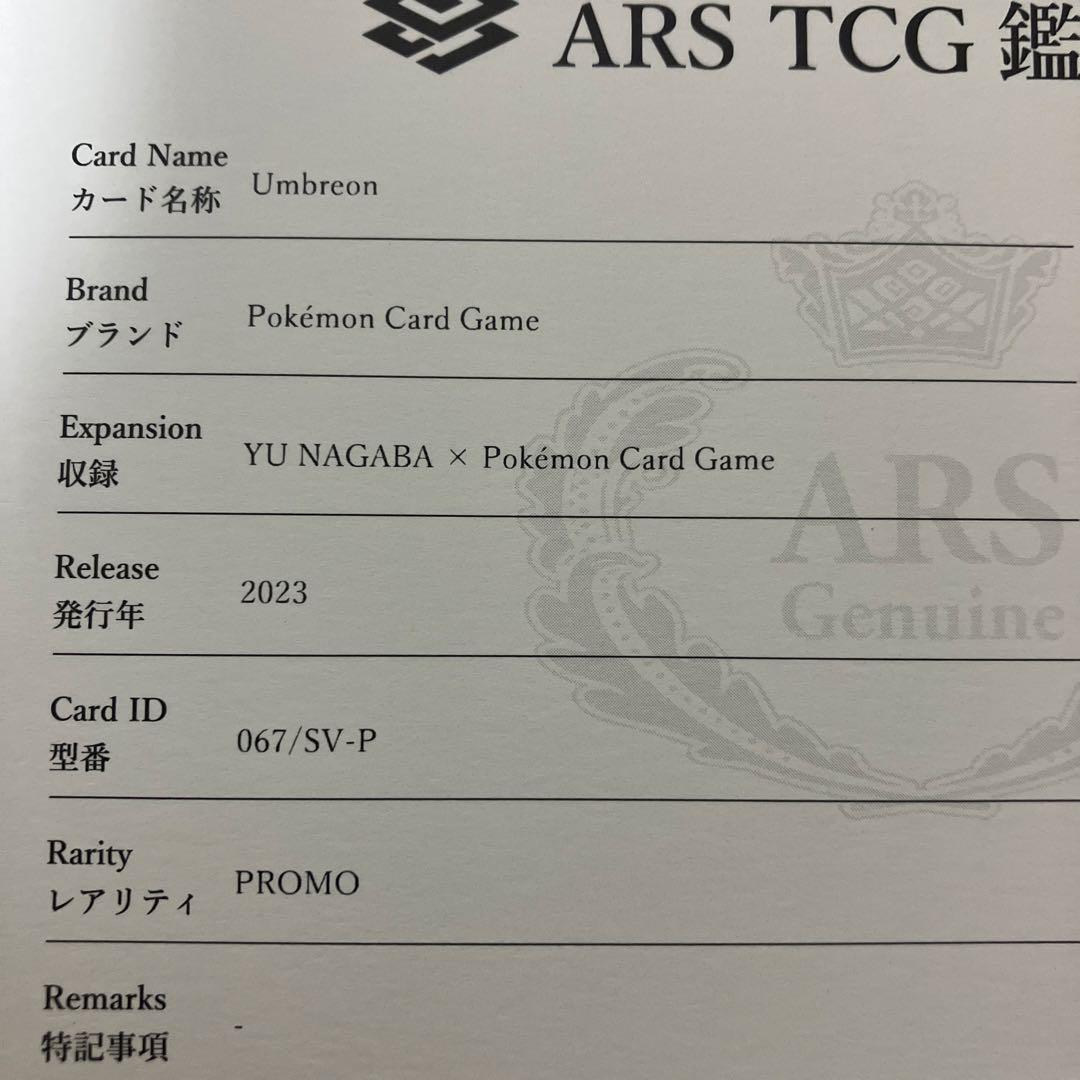 ARS TCG 鑑
Card Name
カード名称
Umbreon
Brand
ブランド
Pokémon Card Game
Expansion
収録
YU NAGABA × Pokémon Card Game
ARS
Genuine
Release
発行年
2023
Card ID
型番
067/SV-P
Rarity
レアリティ
PROMO
Remarks
特記事項
-